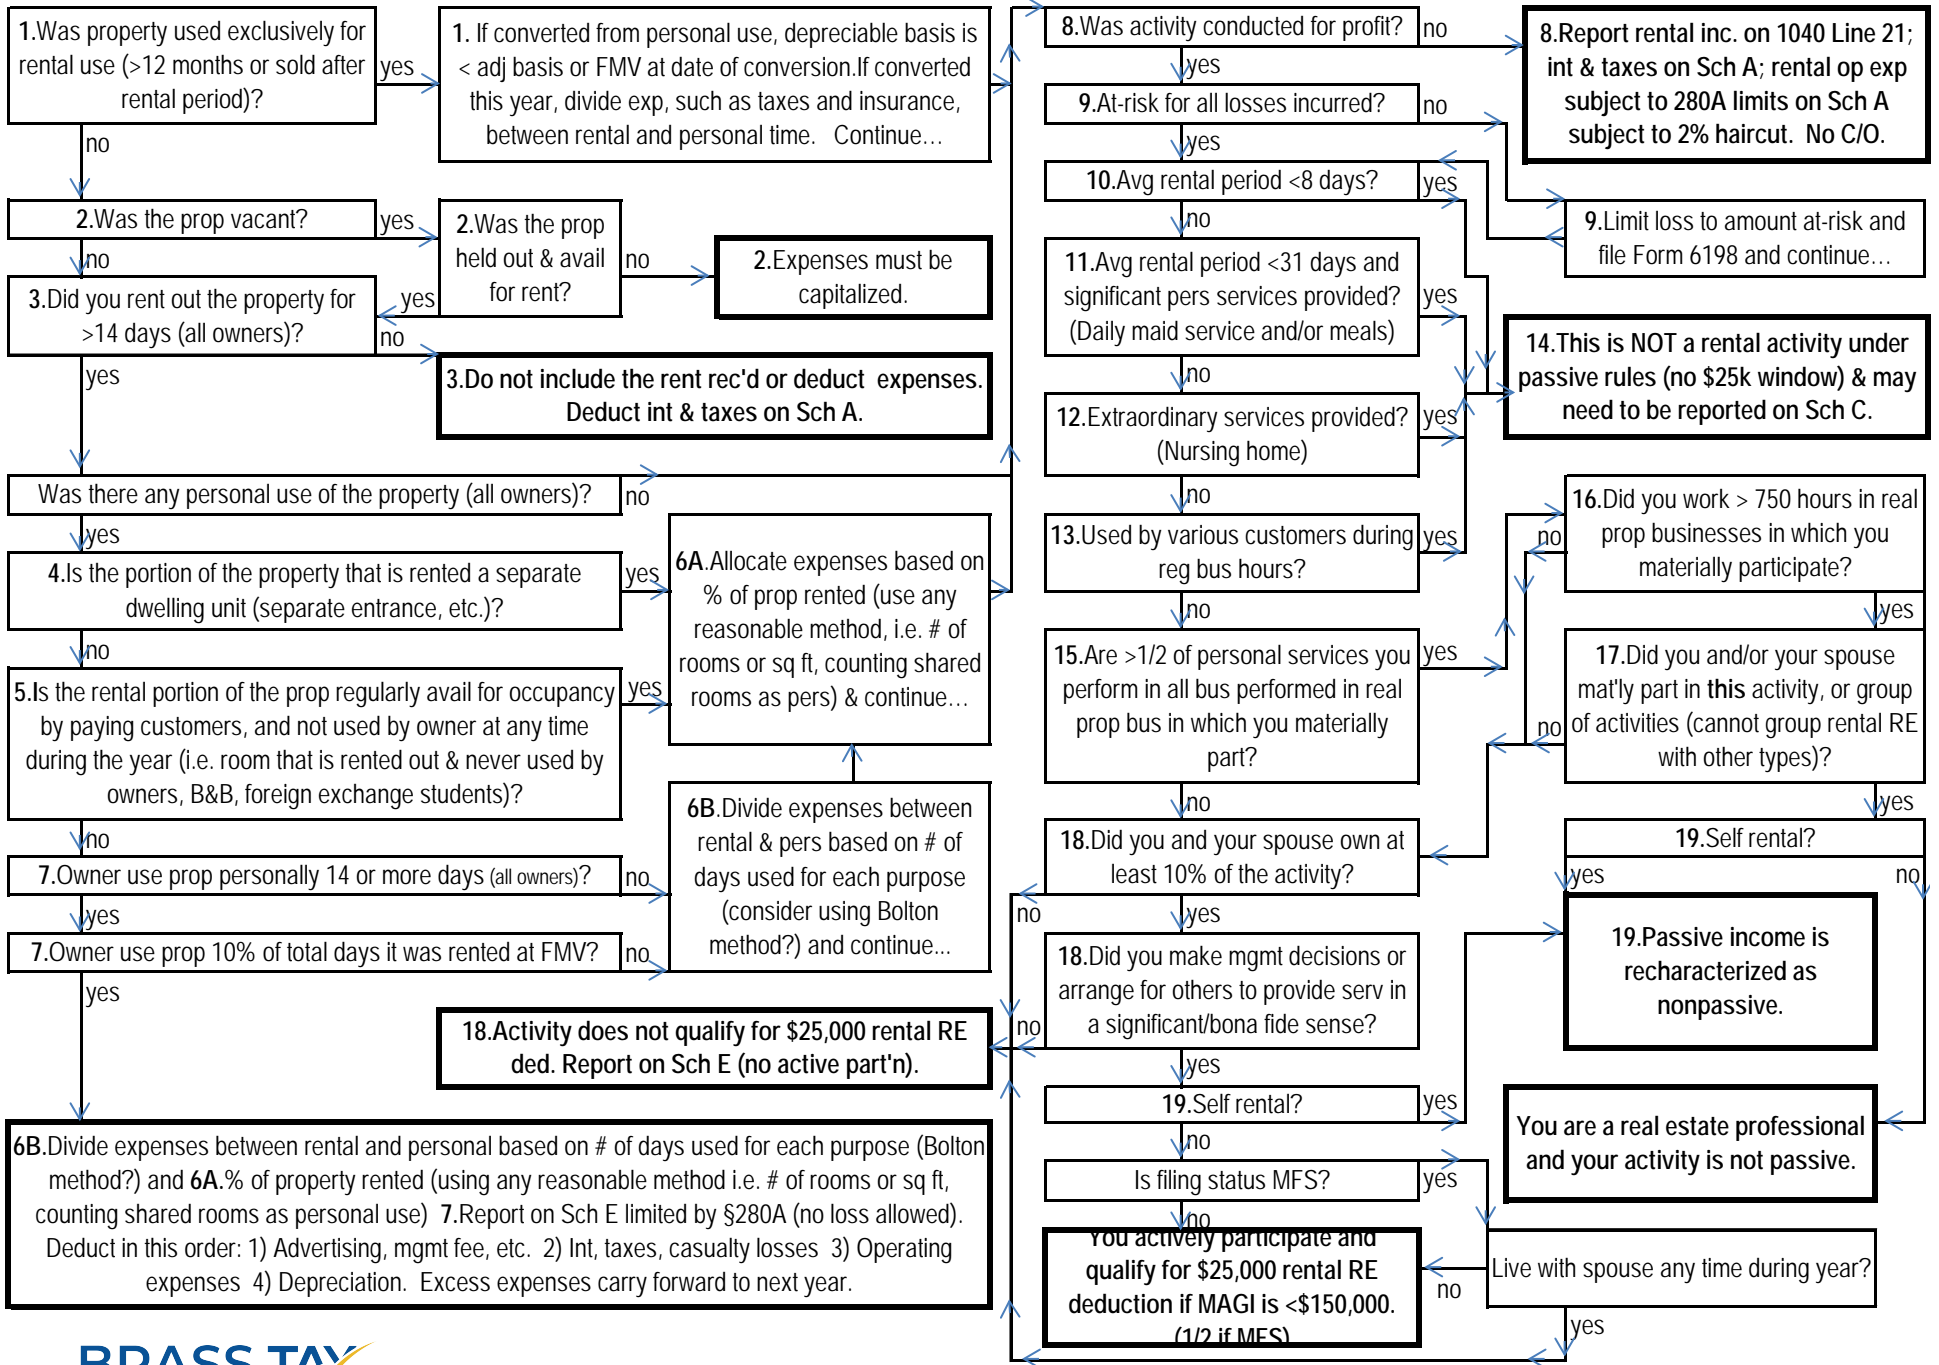 1.Was property used exclusively for
rental use (>12 months or sold after
rental period)?
yes
no
1. If converted from personal use, depreciable basis is
< adj basis or FMV at date of conversion.If converted
this year, divide exp, such as taxes and insurance,
between rental and personal time.   Continue…
2.Was the prop vacant?
yes
no
2.Was the prop
held out & avail
for rent?
no
yes
2.Expenses must be
capitalized.
3.Did you rent out the property for
>14 days (all owners)?
no
yes
3.Do not include the rent rec'd or deduct  expenses.
Deduct int & taxes on Sch A.
Was there any personal use of the property (all owners)?
no
yes
4.Is the portion of the property that is rented a separate
dwelling unit (separate entrance, etc.)?
yes
no
5.Is the rental portion of the prop regularly avail for occupancy
by paying customers, and not used by owner at any time
during the year (i.e. room that is rented out & never used by
owners, B&B, foreign exchange students)?
yes
no
6A.Allocate expenses based on
% of prop rented (use any
reasonable method, i.e. # of
rooms or sq ft, counting shared
rooms as pers) & continue…
6B.Divide expenses between
rental & pers based on # of
days used for each purpose
(consider using Bolton
method?) and continue...
7.Owner use prop personally 14 or more days (all owners)?
no
yes
7.Owner use prop 10% of total days it was rented at FMV?
no
yes
18.Activity does not qualify for $25,000 rental RE
ded. Report on Sch E (no active part'n).
6B.Divide expenses between rental and personal based on # of days used for each purpose (Bolton
method?) and 6A.% of property rented (using any reasonable method i.e. # of rooms or sq ft,
counting shared rooms as personal use)  7.Report on Sch E limited by §280A (no loss allowed).
Deduct in this order: 1) Advertising, mgmt fee, etc.  2) Int, taxes, casualty losses  3) Operating
expenses  4) Depreciation.  Excess expenses carry forward to next year.
BRASS TAX
8.Was activity conducted for profit?
no
yes
8.Report rental inc. on 1040 Line 21;
int & taxes on Sch A; rental op exp
subject to 280A limits on Sch A
subject to 2% haircut.  No C/O.
9.At-risk for all losses incurred?
no
yes
9.Limit loss to amount at-risk and
file Form 6198 and continue…
10.Avg rental period <8 days?
yes
no
11.Avg rental period <31 days and
significant pers services provided?
(Daily maid service and/or meals)
yes
no
12.Extraordinary services provided?
(Nursing home)
yes
no
13.Used by various customers during
reg bus hours?
yes
no
14.This is NOT a rental activity under
passive rules (no $25k window) & may
need to be reported on Sch C.
15.Are >1/2 of personal services you
perform in all bus performed in real
prop bus in which you materially
part?
yes
no
16.Did you work > 750 hours in real
prop businesses in which you
materially participate?
no
yes
17.Did you and/or your spouse
mat'ly part in this activity, or group
of activities (cannot group rental RE
with other types)?
no
yes
18.Did you and your spouse own at
least 10% of the activity?
no
yes
18.Did you make mgmt decisions or
arrange for others to provide serv in
a significant/bona fide sense?
no
yes
19.Self rental?
yes
no
19.Passive income is
recharacterized as
nonpassive.
19.Self rental?
yes
no
You are a real estate professional
and your activity is not passive.
Is filing status MFS?
yes
no
You actively participate and
qualify for $25,000 rental RE
deduction if MAGI is <$150,000.
(1/2 if MFS)
Live with spouse any time during year?
no
yes